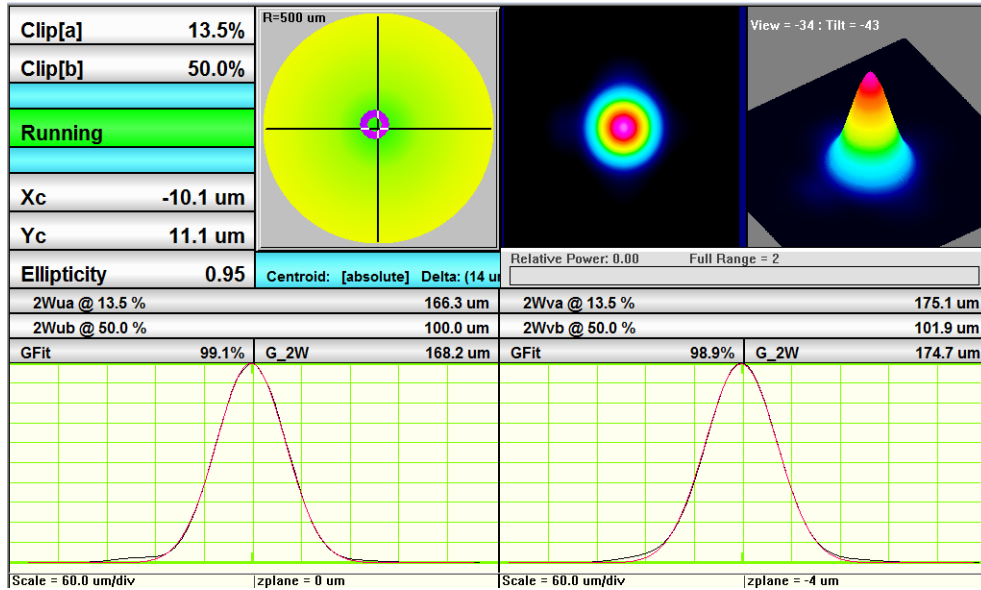 Clip[a] 13.5%
Clip[b] 50.0%
Running
Xc -10.1 um
Yc 11.1 um
Ellipticity 0.95
R=500 um
Centroid: [absolute] Delta: (14 u
View = -34 : Tilt = -43
Relative Power: 0.00 Full Range = 2
2Wua @ 13.5 % 166.3 um
2Wub @ 50.0 % 100.0 um
GFit 99.1% G_2W 168.2 um
2Wva @ 13.5 % 175.1 um
2Wvb @ 50.0 % 101.9 um
GFit 98.9% G_2W 174.7 um
Scale = 60.0 um/div zplane = 0 um
Scale = 60.0 um/div zplane = -4 um